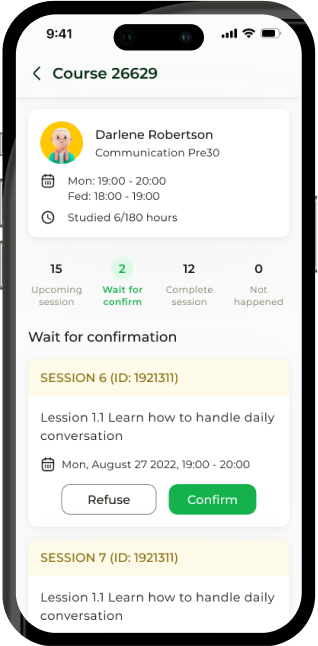 9:41
Course 26629
Darlene Robertson
Communication Pre30
Mon: 19:00 - 20:00
Fed: 18:00 - 19:00
Studied 6/180 hours
15
Upcoming
session
2
Wait for
confirm
12
Complete
session
0
Not
happened
Wait for confirmation
SESSION 6 (ID: 1921311)
Lession 1.1 Learn how to handle daily
conversation
Mon, August 27 2022, 19:00 - 20:00
Refuse
Confirm
SESSION 7 (ID: 1921311)
Lession 1.1 Learn how to handle daily
conversation